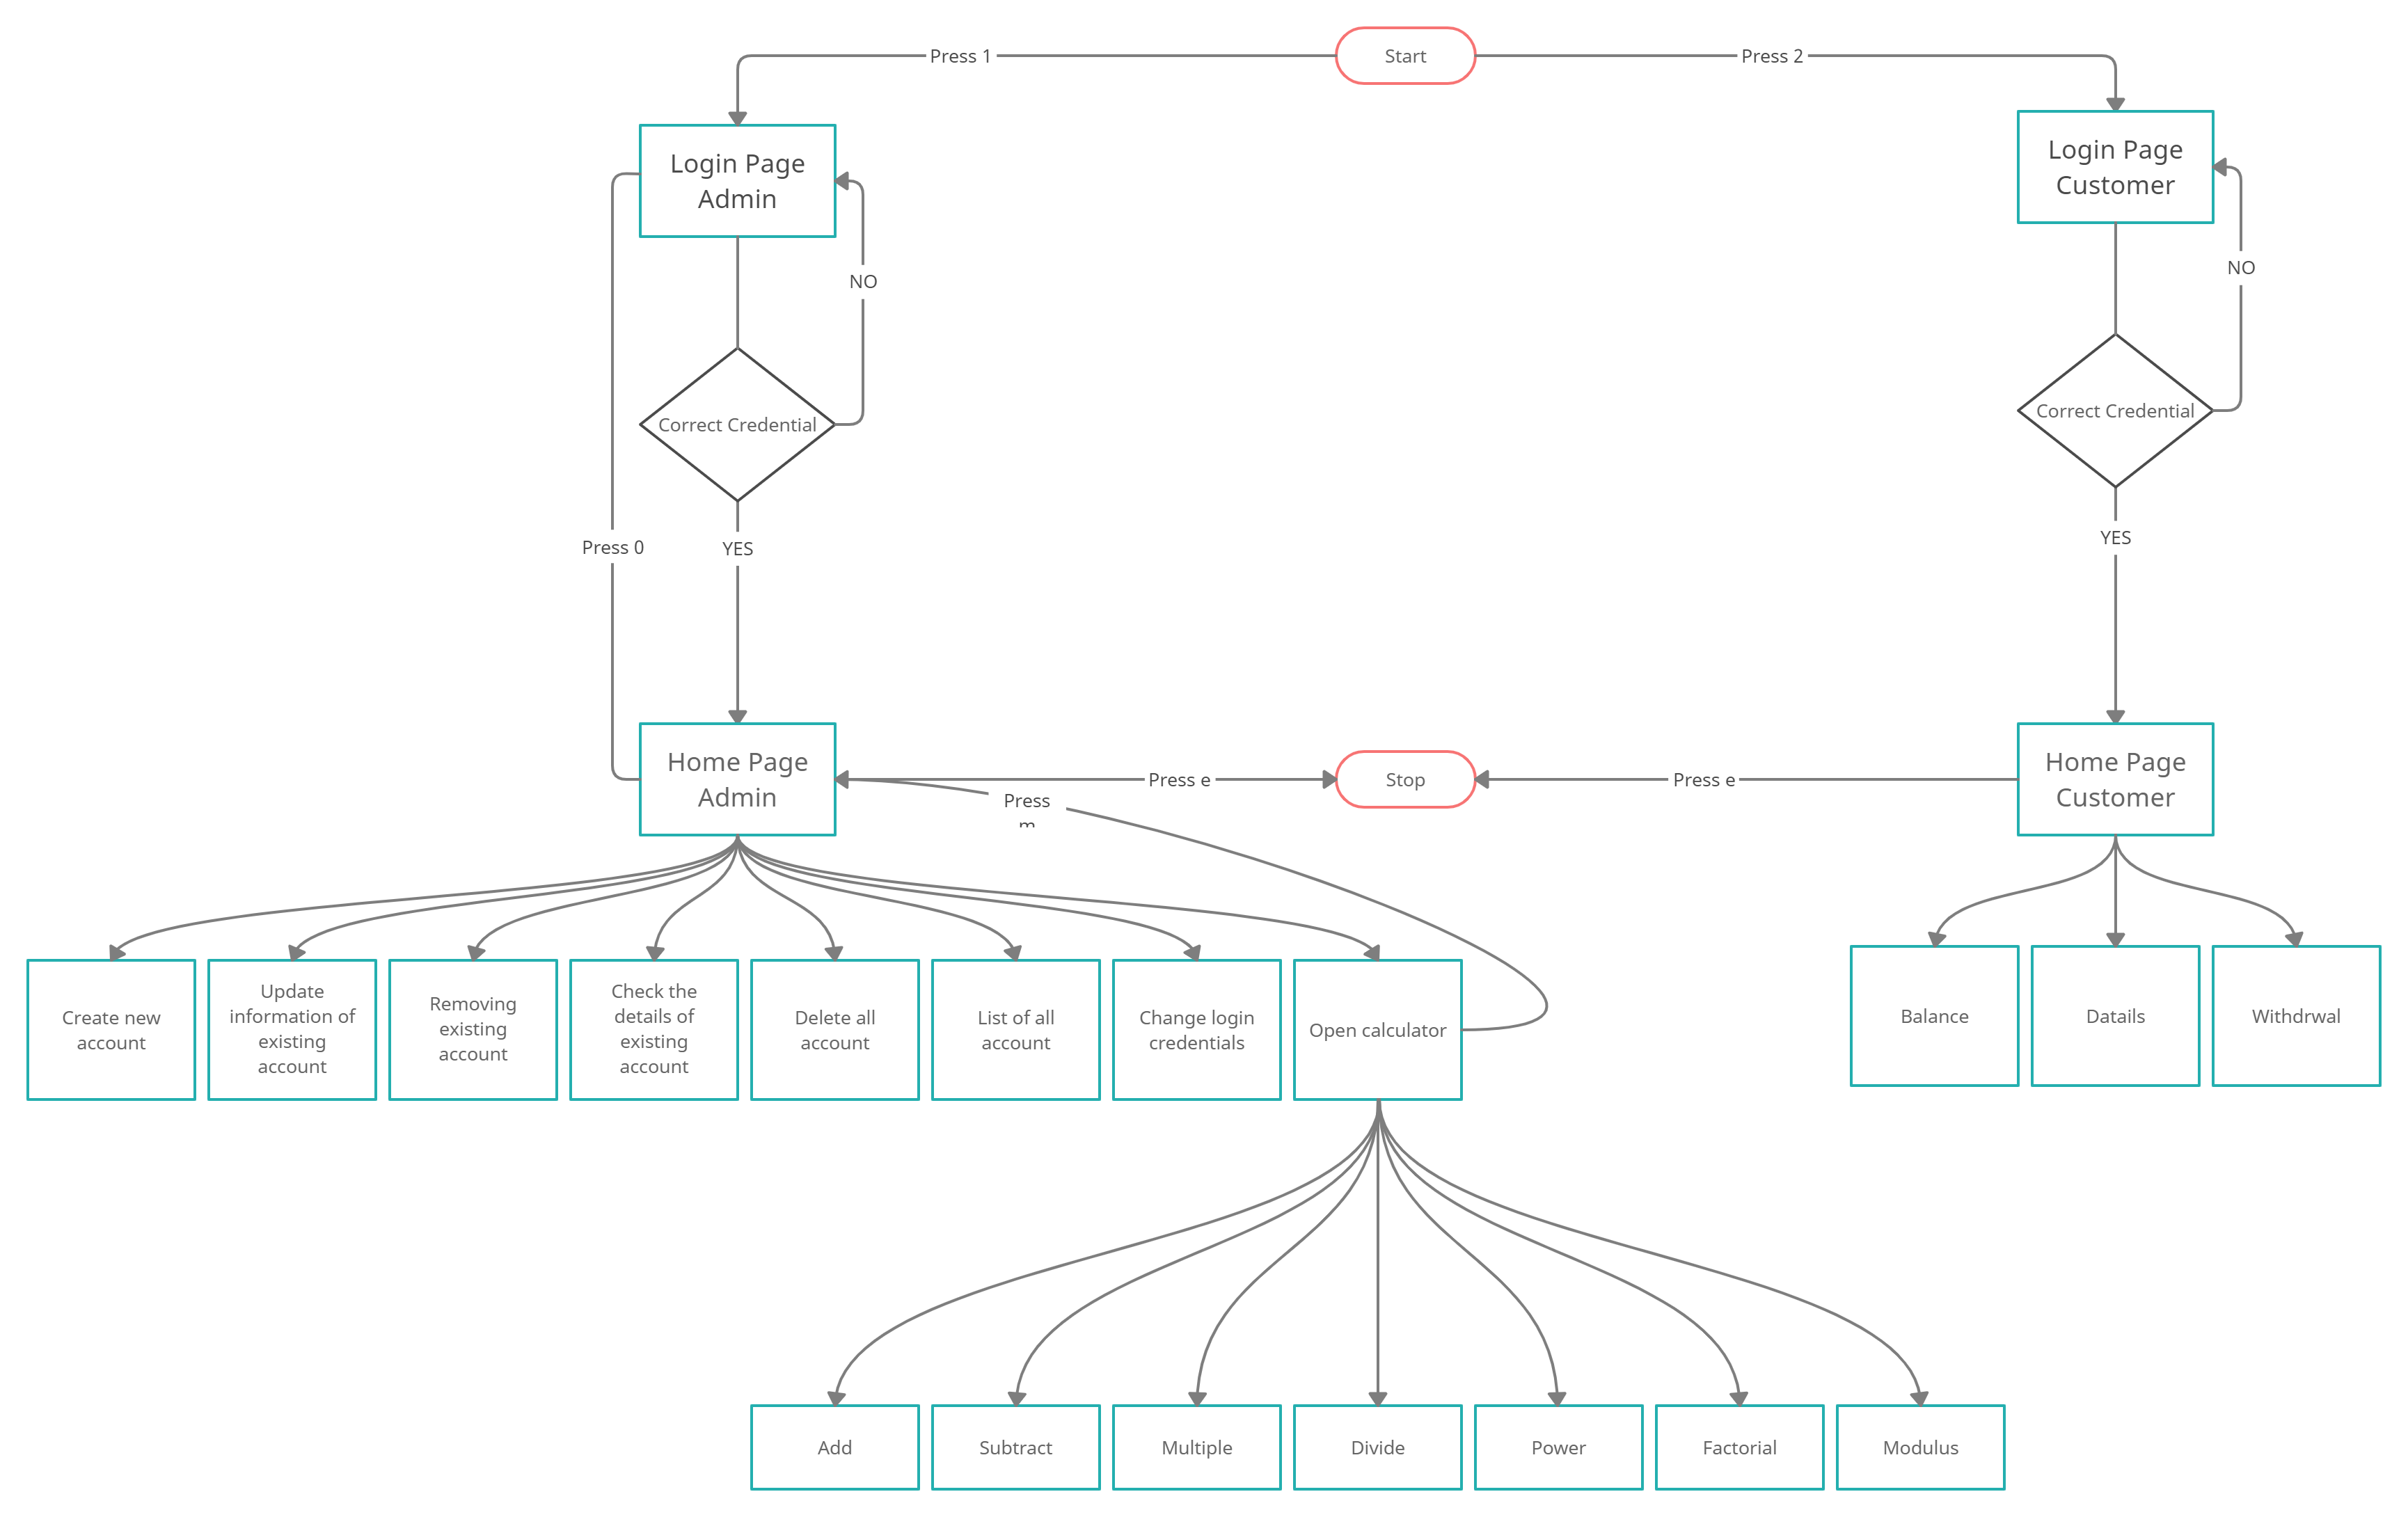 Press 1
Start
Press 2
Login Page
Admin
Login Page
Customer
NO
NO
Correct Credential
Correct Credential
Press 0
YES
YES
Home Page
Admin
Press e
Stop
Press e
Home Page
Customer
Press
m
Create new
account
Update
information of
existing
account
Removing
existing
account
Check the
details of
existing
account
Delete all
account
List of all
account
Change login
credentials
Open calculator
Balance
Datails
Withdrwal
Add
Subtract
Multiple
Divide
Power
Factorial
Modulus